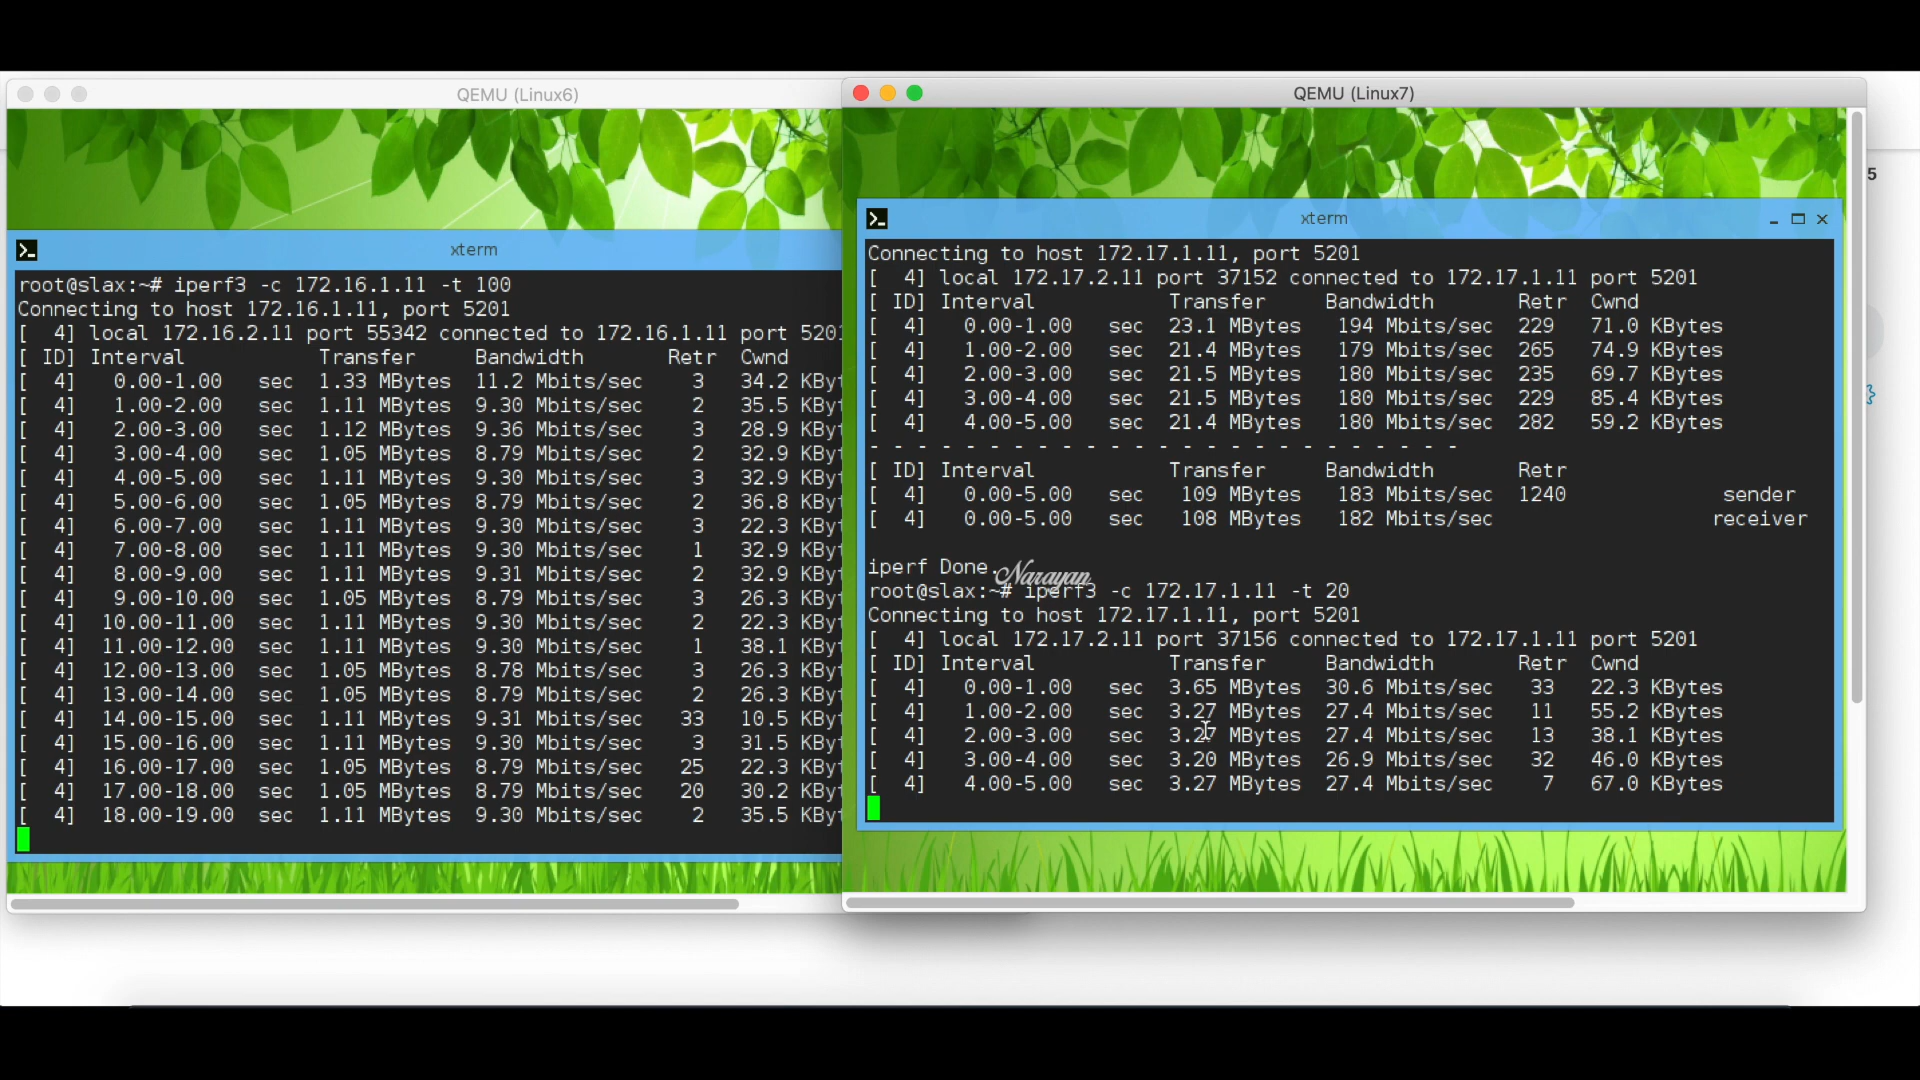 QEMU (Linux6)
xterm
root@slax:~# iperf3 -c 172.16.1.11 -t 100
Connecting to host 172.16.1.11, port 5201
[  4] local 172.16.2.11 port 55342 connected to 172.16.1.11 port 5201
[ ID] Interval Transfer Bandwidth Retr Cwnd
[  4] 0.00-1.00 sec 1.33 MBytes 11.2 Mbits/sec 3 34.2 KByt
[  4] 1.00-2.00 sec 1.11 MBytes 9.30 Mbits/sec 2 35.5 KByt
[  4] 2.00-3.00 sec 1.12 MBytes 9.36 Mbits/sec 3 28.9 KByt
[  4] 3.00-4.00 sec 1.05 MBytes 8.79 Mbits/sec 2 32.9 KByt
[  4] 4.00-5.00 sec 1.11 MBytes 9.30 Mbits/sec 3 32.9 KByt
[  4] 5.00-6.00 sec 1.05 MBytes 8.79 Mbits/sec 2 36.8 KByt
[  4] 6.00-7.00 sec 1.11 MBytes 9.30 Mbits/sec 3 22.3 KByt
[  4] 7.00-8.00 sec 1.11 MBytes 9.30 Mbits/sec 1 32.9 KByt
[  4] 8.00-9.00 sec 1.11 MBytes 9.31 Mbits/sec 2 32.9 KByt
[  4] 9.00-10.00 sec 1.05 MBytes 8.79 Mbits/sec 3 26.3 KByt
[  4] 10.00-11.00 sec 1.11 MBytes 9.30 Mbits/sec 2 22.3 KByt
[  4] 11.00-12.00 sec 1.11 MBytes 9.30 Mbits/sec 1 38.1 KByt
[  4] 12.00-13.00 sec 1.05 MBytes 8.78 Mbits/sec 3 26.3 KByt
[  4] 13.00-14.00 sec 1.05 MBytes 8.79 Mbits/sec 2 26.3 KByt
[  4] 14.00-15.00 sec 1.11 MBytes 9.31 Mbits/sec 33 10.5 KByt
[  4] 15.00-16.00 sec 1.11 MBytes 9.30 Mbits/sec 3 31.5 KByt
[  4] 16.00-17.00 sec 1.05 MBytes 8.79 Mbits/sec 25 22.3 KByt
[  4] 17.00-18.00 sec 1.05 MBytes 8.79 Mbits/sec 20 30.2 KByt
[  4] 18.00-19.00 sec 1.11 MBytes 9.30 Mbits/sec 2 35.5 KByt
QEMU (Linux7)
xterm
Connecting to host 172.17.1.11, port 5201
[  4] local 172.17.2.11 port 37152 connected to 172.17.1.11 port 5201
[ ID] Interval Transfer Bandwidth Retr Cwnd
[  4] 0.00-1.00 sec 23.1 MBytes 194 Mbits/sec 229 71.0 KBytes
[  4] 1.00-2.00 sec 21.4 MBytes 179 Mbits/sec 265 74.9 KBytes
[  4] 2.00-3.00 sec 21.5 MBytes 180 Mbits/sec 235 69.7 KBytes
[  4] 3.00-4.00 sec 21.5 MBytes 180 Mbits/sec 229 85.4 KBytes
[  4] 4.00-5.00 sec 21.4 MBytes 180 Mbits/sec 282 59.2 KBytes
- - - - - - - - - - - - - - - - - - - - - - - - -
[ ID] Interval Transfer Bandwidth Retr
[  4] 0.00-5.00 sec 109 MBytes 183 Mbits/sec 1240 sender
[  4] 0.00-5.00 sec 108 MBytes 182 Mbits/sec receiver
iperf Done.
Narayan
root@slax:~# iperf3 -c 172.17.1.11 -t 20
Connecting to host 172.17.1.11, port 5201
[  4] local 172.17.2.11 port 37156 connected to 172.17.1.11 port 5201
[ ID] Interval Transfer Bandwidth Retr Cwnd
[  4] 0.00-1.00 sec 3.65 MBytes 30.6 Mbits/sec 33 22.3 KBytes
[  4] 1.00-2.00 sec 3.27 MBytes 27.4 Mbits/sec 11 55.2 KBytes
[  4] 2.00-3.00 sec 3.27 MBytes 27.4 Mbits/sec 13 38.1 KBytes
[  4] 3.00-4.00 sec 3.20 MBytes 26.9 Mbits/sec 32 46.0 KBytes
[  4] 4.00-5.00 sec 3.27 MBytes 27.4 Mbits/sec 7 67.0 KBytes
5